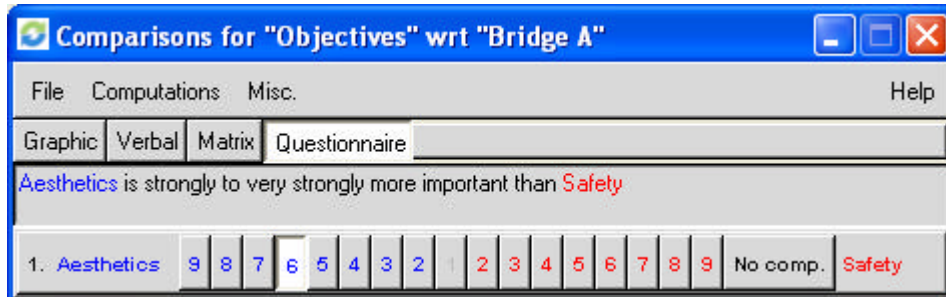 Comparisons for "Objectives" wrt "Bridge A"
File Computations Misc. Help
Graphic Verbal Matrix Questionnaire
Aesthetics is strongly to very strongly more important than Safety
1. Aesthetics 9 8 7 6 5 4 3 2 1 2 3 4 5 6 7 8 9 No comp. Safety